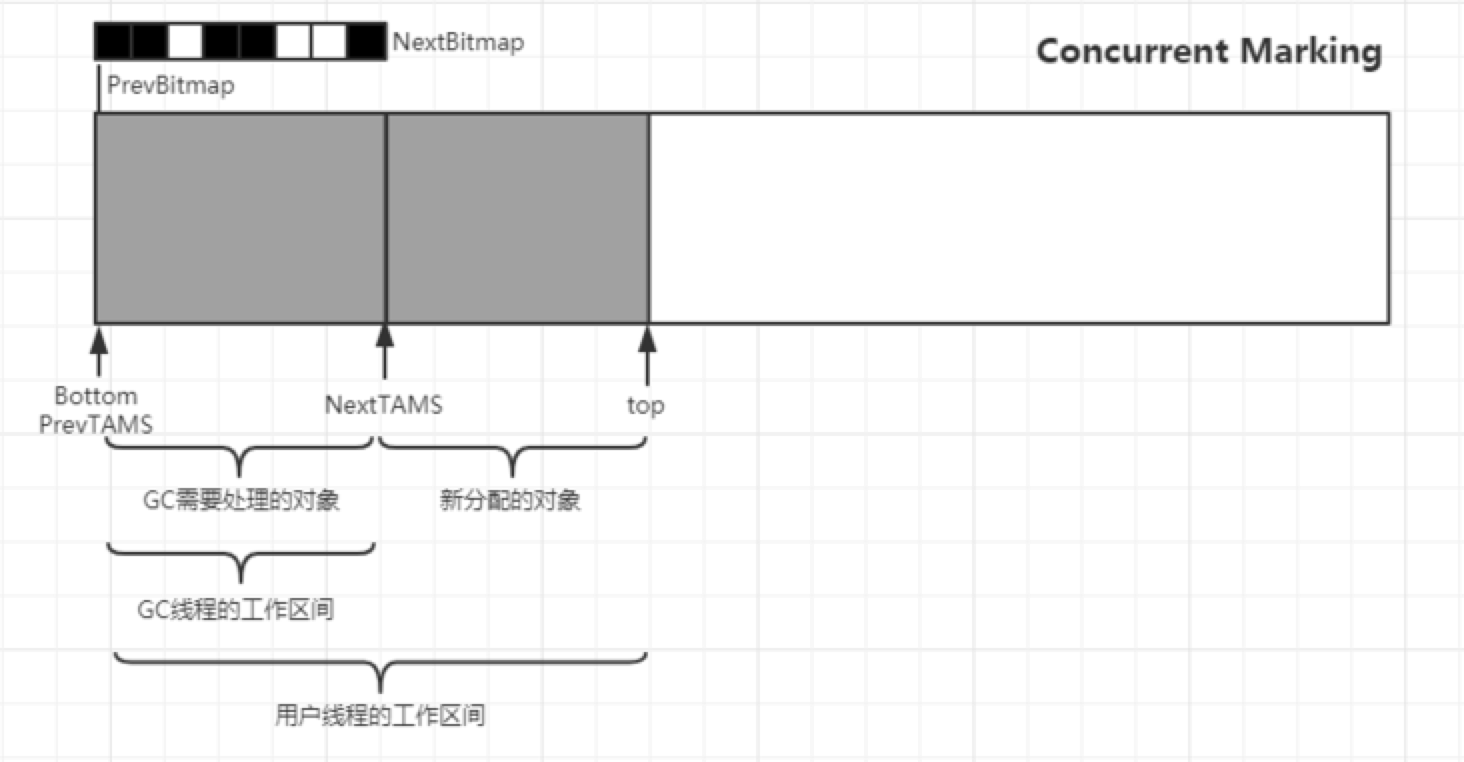 NextBitmap
Concurrent Marking
PrevBitmap
Bottom
PrevTAMS
NextTAMS
top
GC需要处理的对象
新分配的对象
GC线程的工作区间
用户线程的工作区间